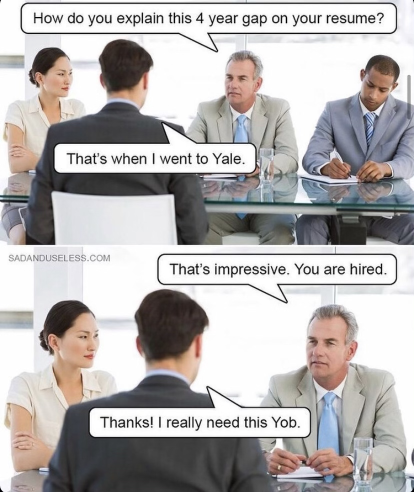 How do you explain this 4 year gap on your resume?
That's when I went to Yale.
SADANDUSELESS.COM
That's impressive. You are hired.
Thanks! I really need this Yob.